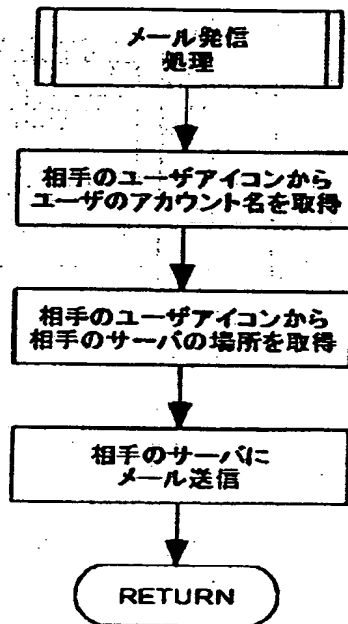 メール発信
処理
相手のユーザアイコンから
ユーザのアカウント名を取得
相手のユーザアイコンから
相手のサーバの場所を取得
相手のサーバに
メール送信
RETURN